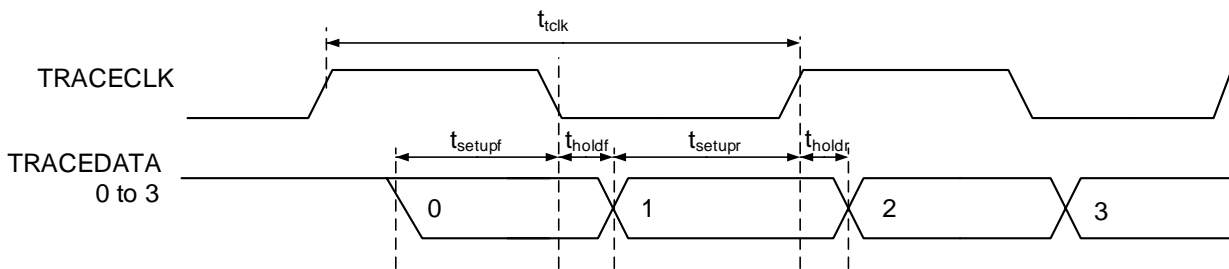 t_tclk
TRACECLK
t_setupf t_holdf t_setupr t_holdr
TRACEDATA
0 to 3
0 1 2 3